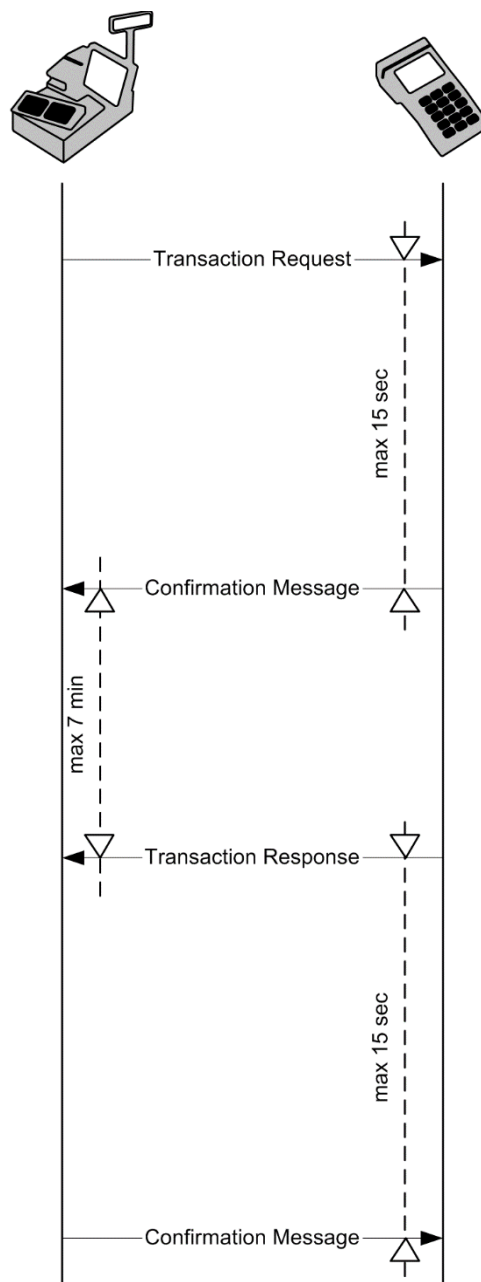 Transaction Request
max 15 sec
Confirmation Message
max 7 min
Transaction Response
max 15 sec
Confirmation Message